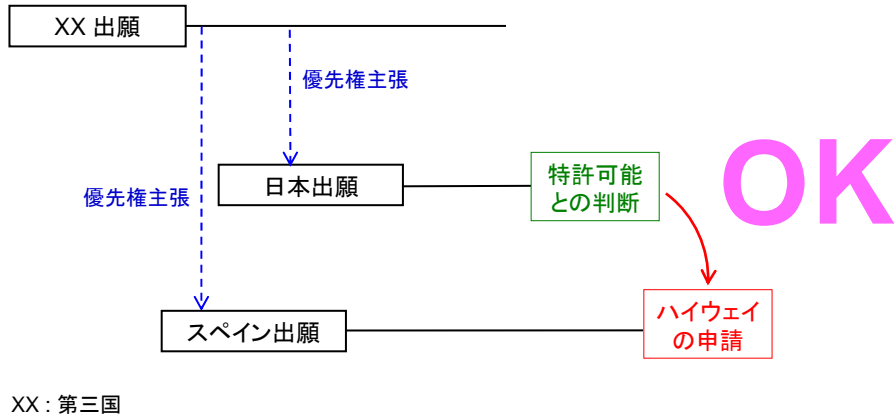 XX 出願
優先権主張
日本出願
特許可能
との判断
OK
優先権主張
スペイン出願
ハイウェイ
の申請
XX : 第三国